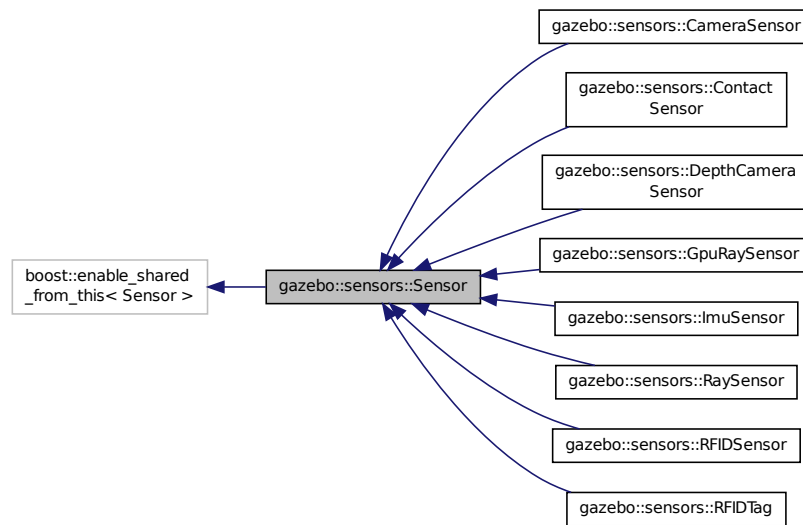 gazebo::sensors::CameraSensor
gazebo::sensors::Contact
Sensor
gazebo::sensors::DepthCamera
Sensor
gazebo::sensors::GpuRaySensor
boost::enable_shared
_from_this< Sensor >
gazebo::sensors::Sensor
gazebo::sensors::ImuSensor
gazebo::sensors::RaySensor
gazebo::sensors::RFIDSensor
gazebo::sensors::RFIDTag